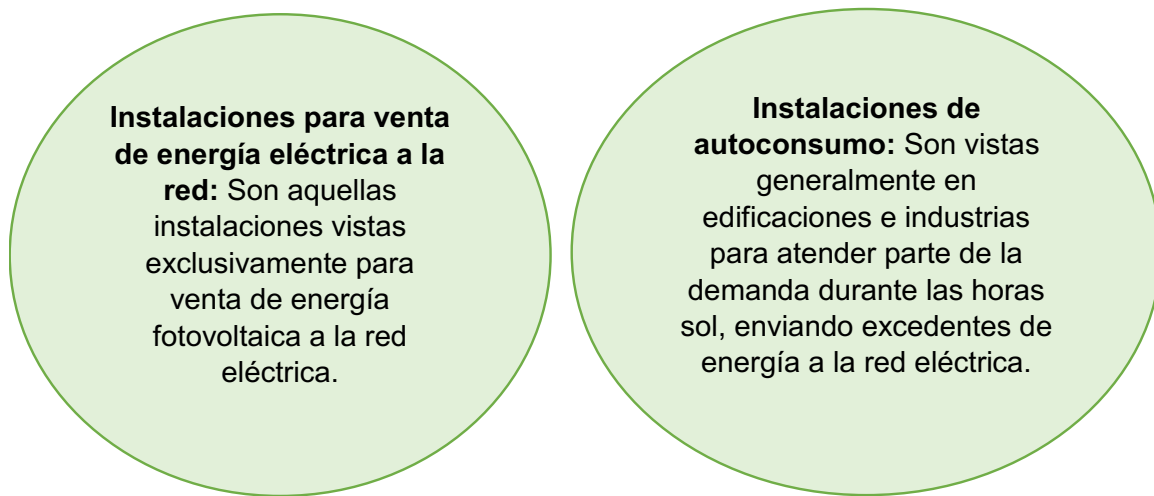 Instalaciones para venta
de energía eléctrica a la
red: Son aquellas
instalaciones vistas
exclusivamente para
venta de energía
fotovoltaica a la red
eléctrica.
Instalaciones de
autoconsumo: Son vistas
generalmente en
edificaciones e industrias
para atender parte de la
demanda durante las horas
sol, enviando excedentes de
energía a la red eléctrica.